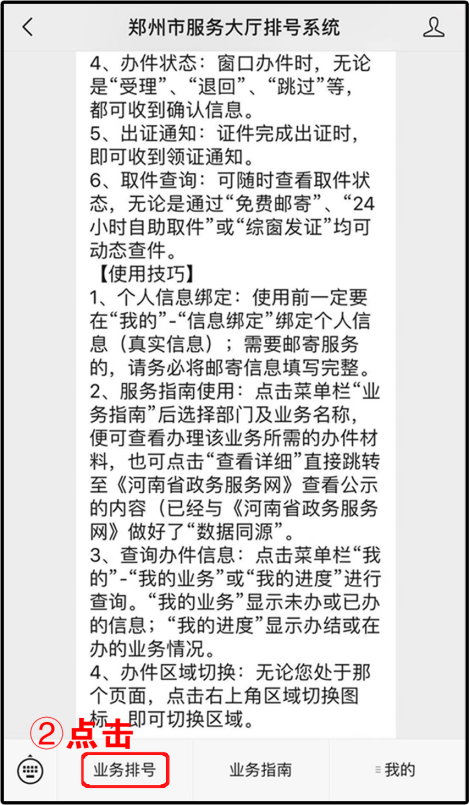 郑州市服务大厅排号系统
4、办件状态：窗口办件时，无论
是“受理”、“退回”、“跳过”等，
都可收到确认信息。
5、出证通知：证件完成出证时，
即可收到领证通知。
6、取件查询：可随时查看取件状
态，无论是通过“免费邮寄”、“24
小时自助取件”或“综窗发证”均可
动态查件。
【使用技巧】
1、个人信息绑定：使用前一定要
在“我的”-“信息绑定”绑定个人信
息（真实信息）；需要邮寄服务
的，请务必将邮寄信息填写完整。
2、服务指南使用：点击菜单栏“业
务指南”后选择部门及业务名称，
便可查看办理该业务所需的办件材
料，也可点击“查看详细”直接跳转
至《河南省政务服务网》查看公示
的内容（已经与《河南省政务服务
网》做好了“数据同源”。
3、查询办件信息：点击菜单栏“我
的”-“我的业务”或“我的进度”进行
查询。“我的业务”显示未办或已办
的信息；“我的进度”显示办结或在
办的业务情况。
4、办件区域切换：无论您处于那
个页面，点击右上角区域切换图
标，即可切换区域。
②点击
业务排号
业务指南
≡我的